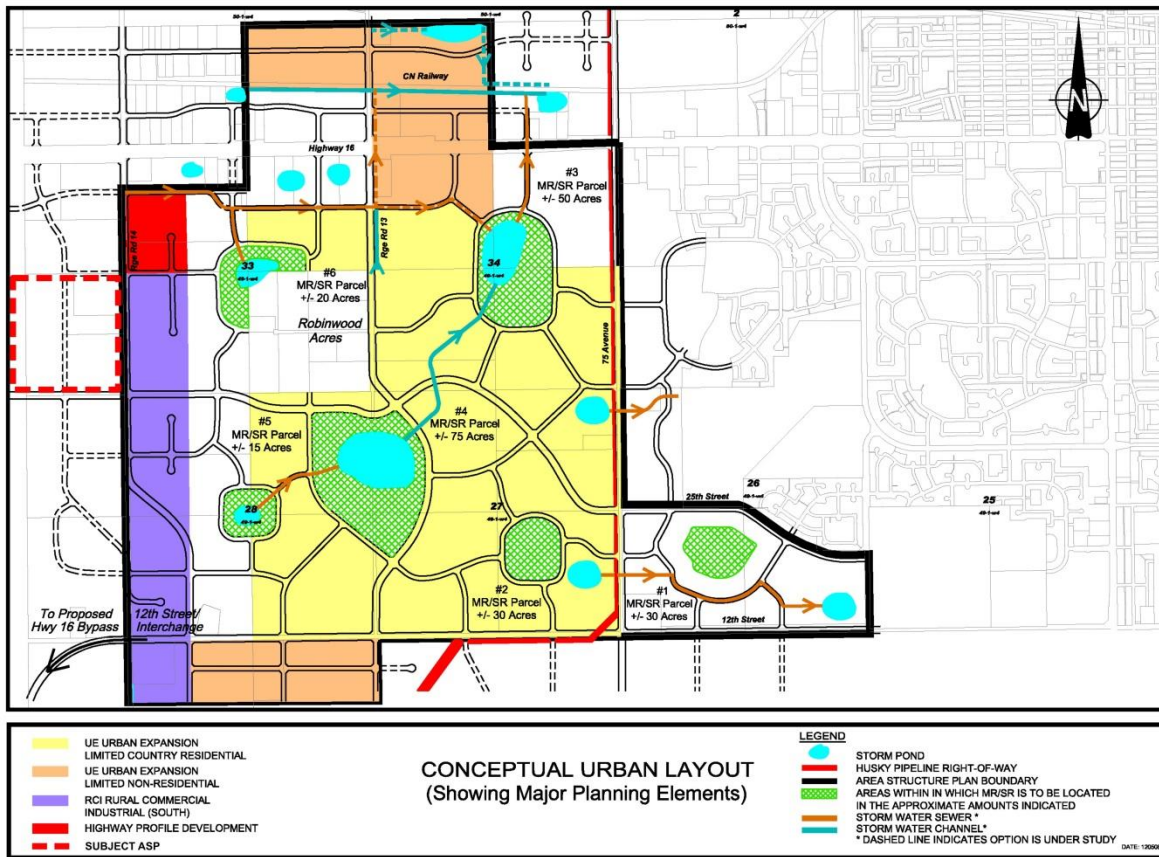 2
CN Railway
N
Highway 16
#3
MR/SR Parcel
+/- 50 Acres
Rge Rd 14
Rge Rd 13
33
34
#6
MR/SR Parcel
+/- 20 Acres
Robinwood
Acres
75 Avenue
#5
MR/SR Parcel
+/- 15 Acres
#4
MR/SR Parcel
+/- 75 Acres
28
27
26
25
25th Street
#2
MR/SR Parcel
+/- 30 Acres
#1
MR/SR Parcel
+/- 30 Acres
12th Street
To Proposed
Hwy 16 Bypass
12th Street/
Interchange
UE URBAN EXPANSION
LIMITED COUNTRY RESIDENTIAL
UE URBAN EXPANSION
LIMITED NON-RESIDENTIAL
RCI RURAL COMMERCIAL
INDUSTRIAL (SOUTH)
HIGHWAY PROFILE DEVELOPMENT
SUBJECT ASP
CONCEPTUAL URBAN LAYOUT
(Showing Major Planning Elements)
LEGEND
STORM POND
HUSKY PIPELINE RIGHT-OF-WAY
AREA STRUCTURE PLAN BOUNDARY
AREAS WITHIN IN WHICH MR/SR IS TO BE LOCATED
IN THE APPROXIMATE AMOUNTS INDICATED
STORM WATER SEWER *
STORM WATER CHANNEL*
* DASHED LINE INDICATES OPTION IS UNDER STUDY